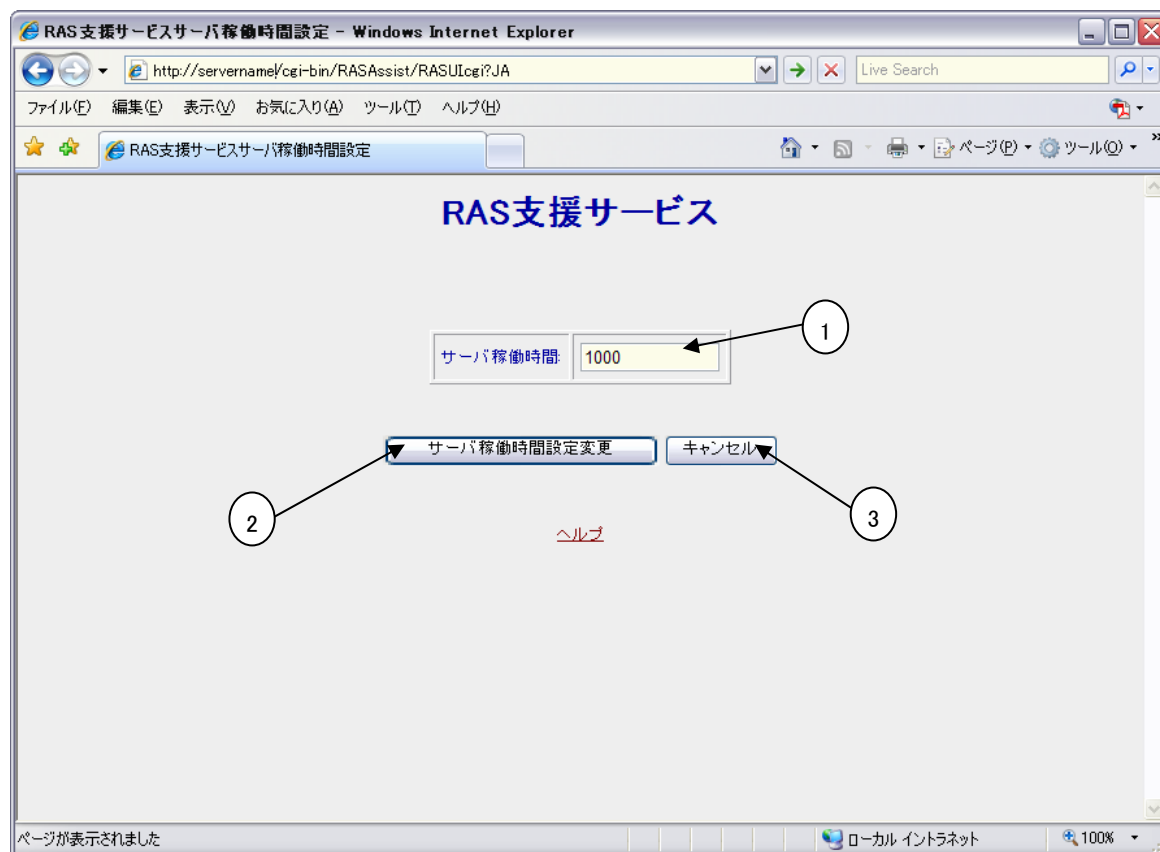 RAS支援サービスサーバ稼働時間設定 - Windows Internet Explorer
http://servername/cgi-bin/RASAssist/RASUIcgi?JA
Live Search
ファイル(F) 編集(E) 表示(V) お気に入り(A) ツール(T) ヘルプ(H)
RAS支援サービスサーバ稼働時間設定
ページ(P) ツール(O) »
RAS支援サービス
1
サーバ稼働時間: 1000
サーバ稼働時間設定変更 キャンセル
2
3
ヘルプ
ページが表示されました
ローカル イントラネット
100%